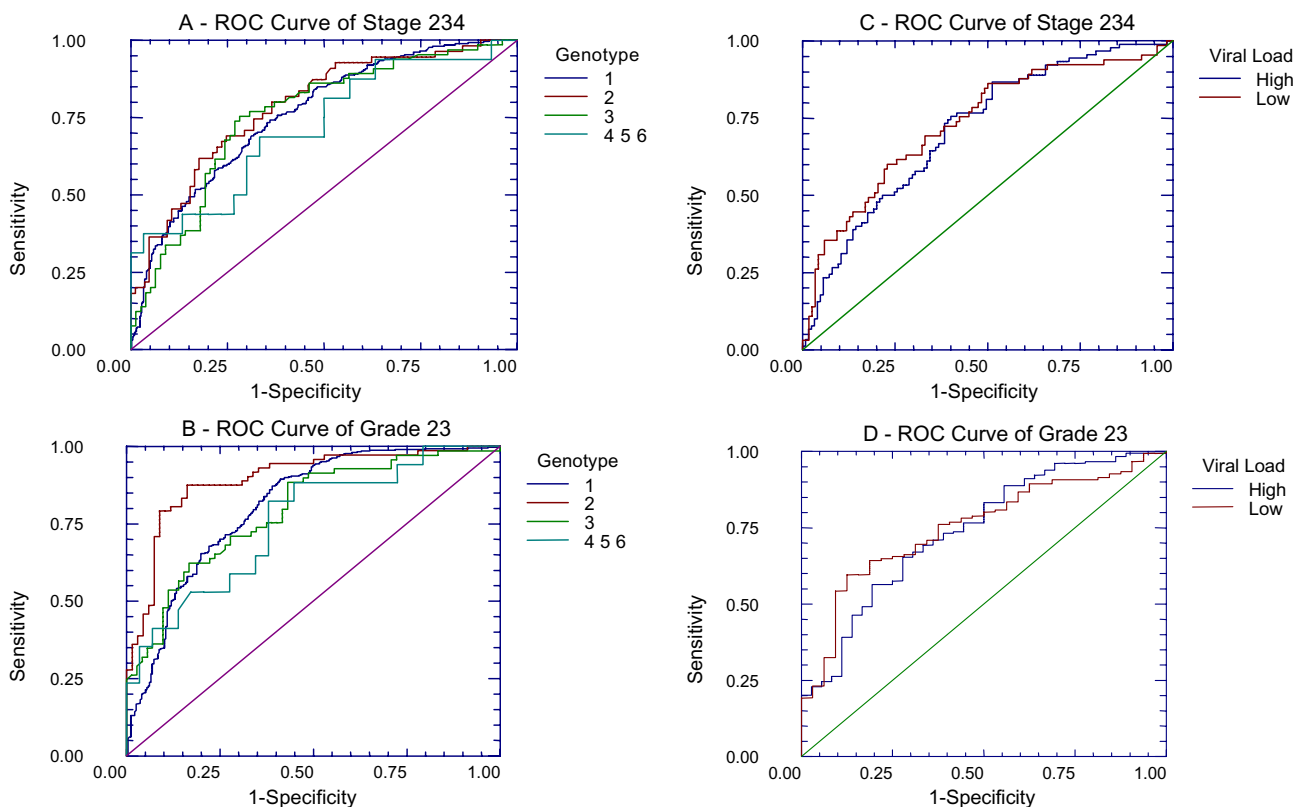 A - ROC Curve of Stage 234
1.00
0.75
0.50
0.25
0.00
Sensitivity
0.00 0.25 0.50 0.75 1.00
1-Specificity
Genotype
1
2
3
4 5 6
C - ROC Curve of Stage 234
1.00
0.75
0.50
0.25
0.00
Sensitivity
0.00 0.25 0.50 0.75 1.00
1-Specificity
Viral Load
High
Low
B - ROC Curve of Grade 23
1.00
0.75
0.50
0.25
0.00
Sensitivity
0.00 0.25 0.50 0.75 1.00
1-Specificity
Genotype
1
2
3
4 5 6
D - ROC Curve of Grade 23
1.00
0.75
0.50
0.25
0.00
Sensitivity
0.00 0.25 0.50 0.75 1.00
1-Specificity
Viral Load
High
Low